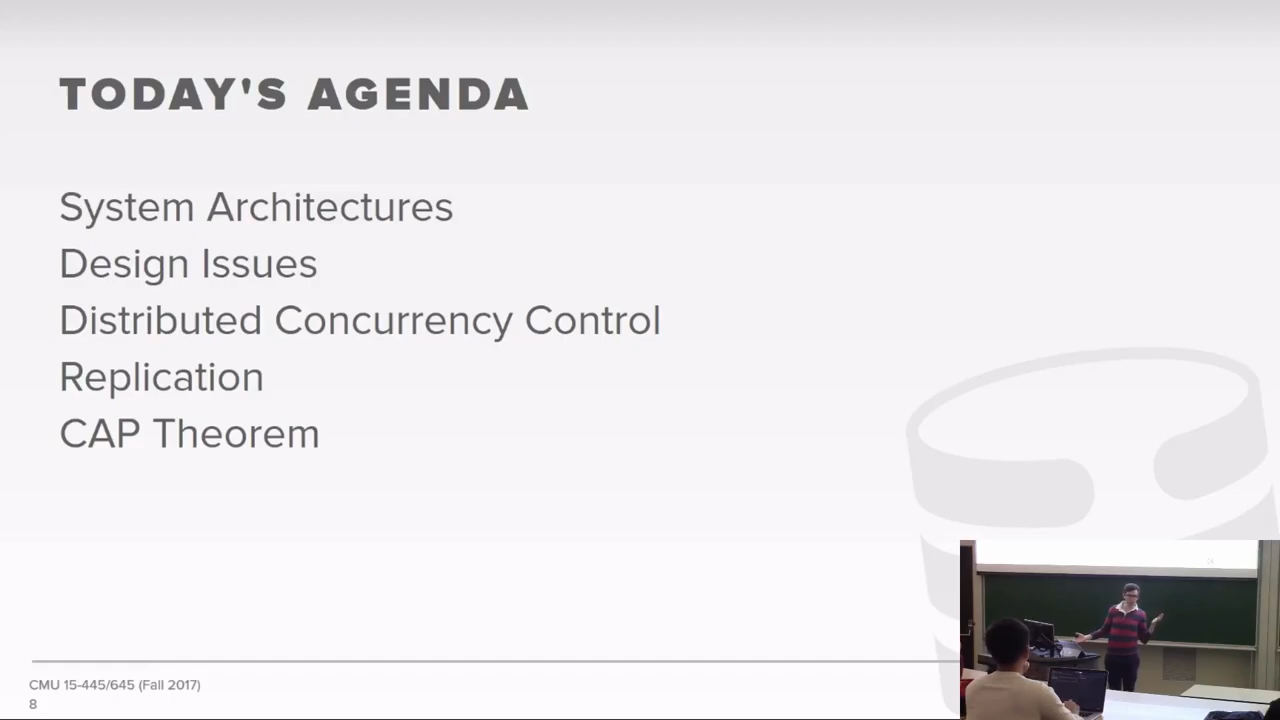 TODAY'S AGENDA
System Architectures
Design Issues
Distributed Concurrency Control
Replication
CAP Theorem
CMU 15-445/645 (Fall 2017)
8